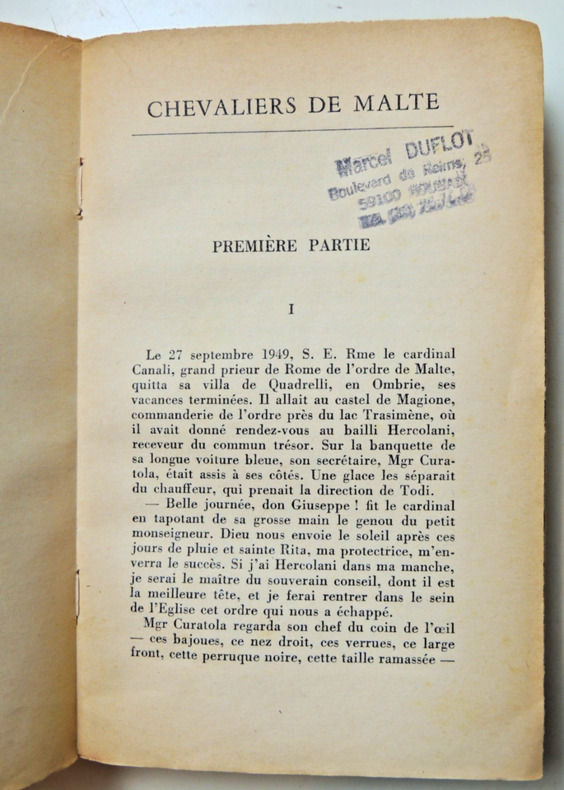 CHEVALIERS DE MALTE
Marcel DUFLOT
Boulevard de Reims, 25
59100
PREMIÈRE PARTIE
I
Le 27 septembre 1949, S. E. Rme le cardinal
Canali, grand prieur de Rome de l'ordre de Malte,
quitta sa villa de Quadrelli, en Ombrie, ses
vacances terminées. Il allait au castel de Magione,
commanderie de l'ordre près du lac Trasimène, où
il avait donné rendez-vous au bailli Hercolani,
receveur du commun trésor. Sur la banquette de
sa longue voiture bleue, son secrétaire, Mgr Cura-
tola, était assis à ses côtés. Une glace les séparait
du chauffeur, qui prenait la direction de Todi.
— Belle journée, don Giuseppe ! fit le cardinal
en tapotant de sa grosse main le genou du petit
monseigneur. Dieu nous envoie le soleil après ces
jours de pluie et sainte Rita, ma protectrice, m'en-
verra le succès. Si j'ai Hercolani dans ma manche,
je serai le maître du souverain conseil, dont il est
la meilleure tête, et je ferai rentrer dans le sein
de l'Eglise cet ordre qui nous a échappé.
Mgr Curatola regarda son chef du coin de l'œil
— ces bajoues, ce nez droit, ces verrues, ce large
front, cette perruque noire, cette taille ramassée —